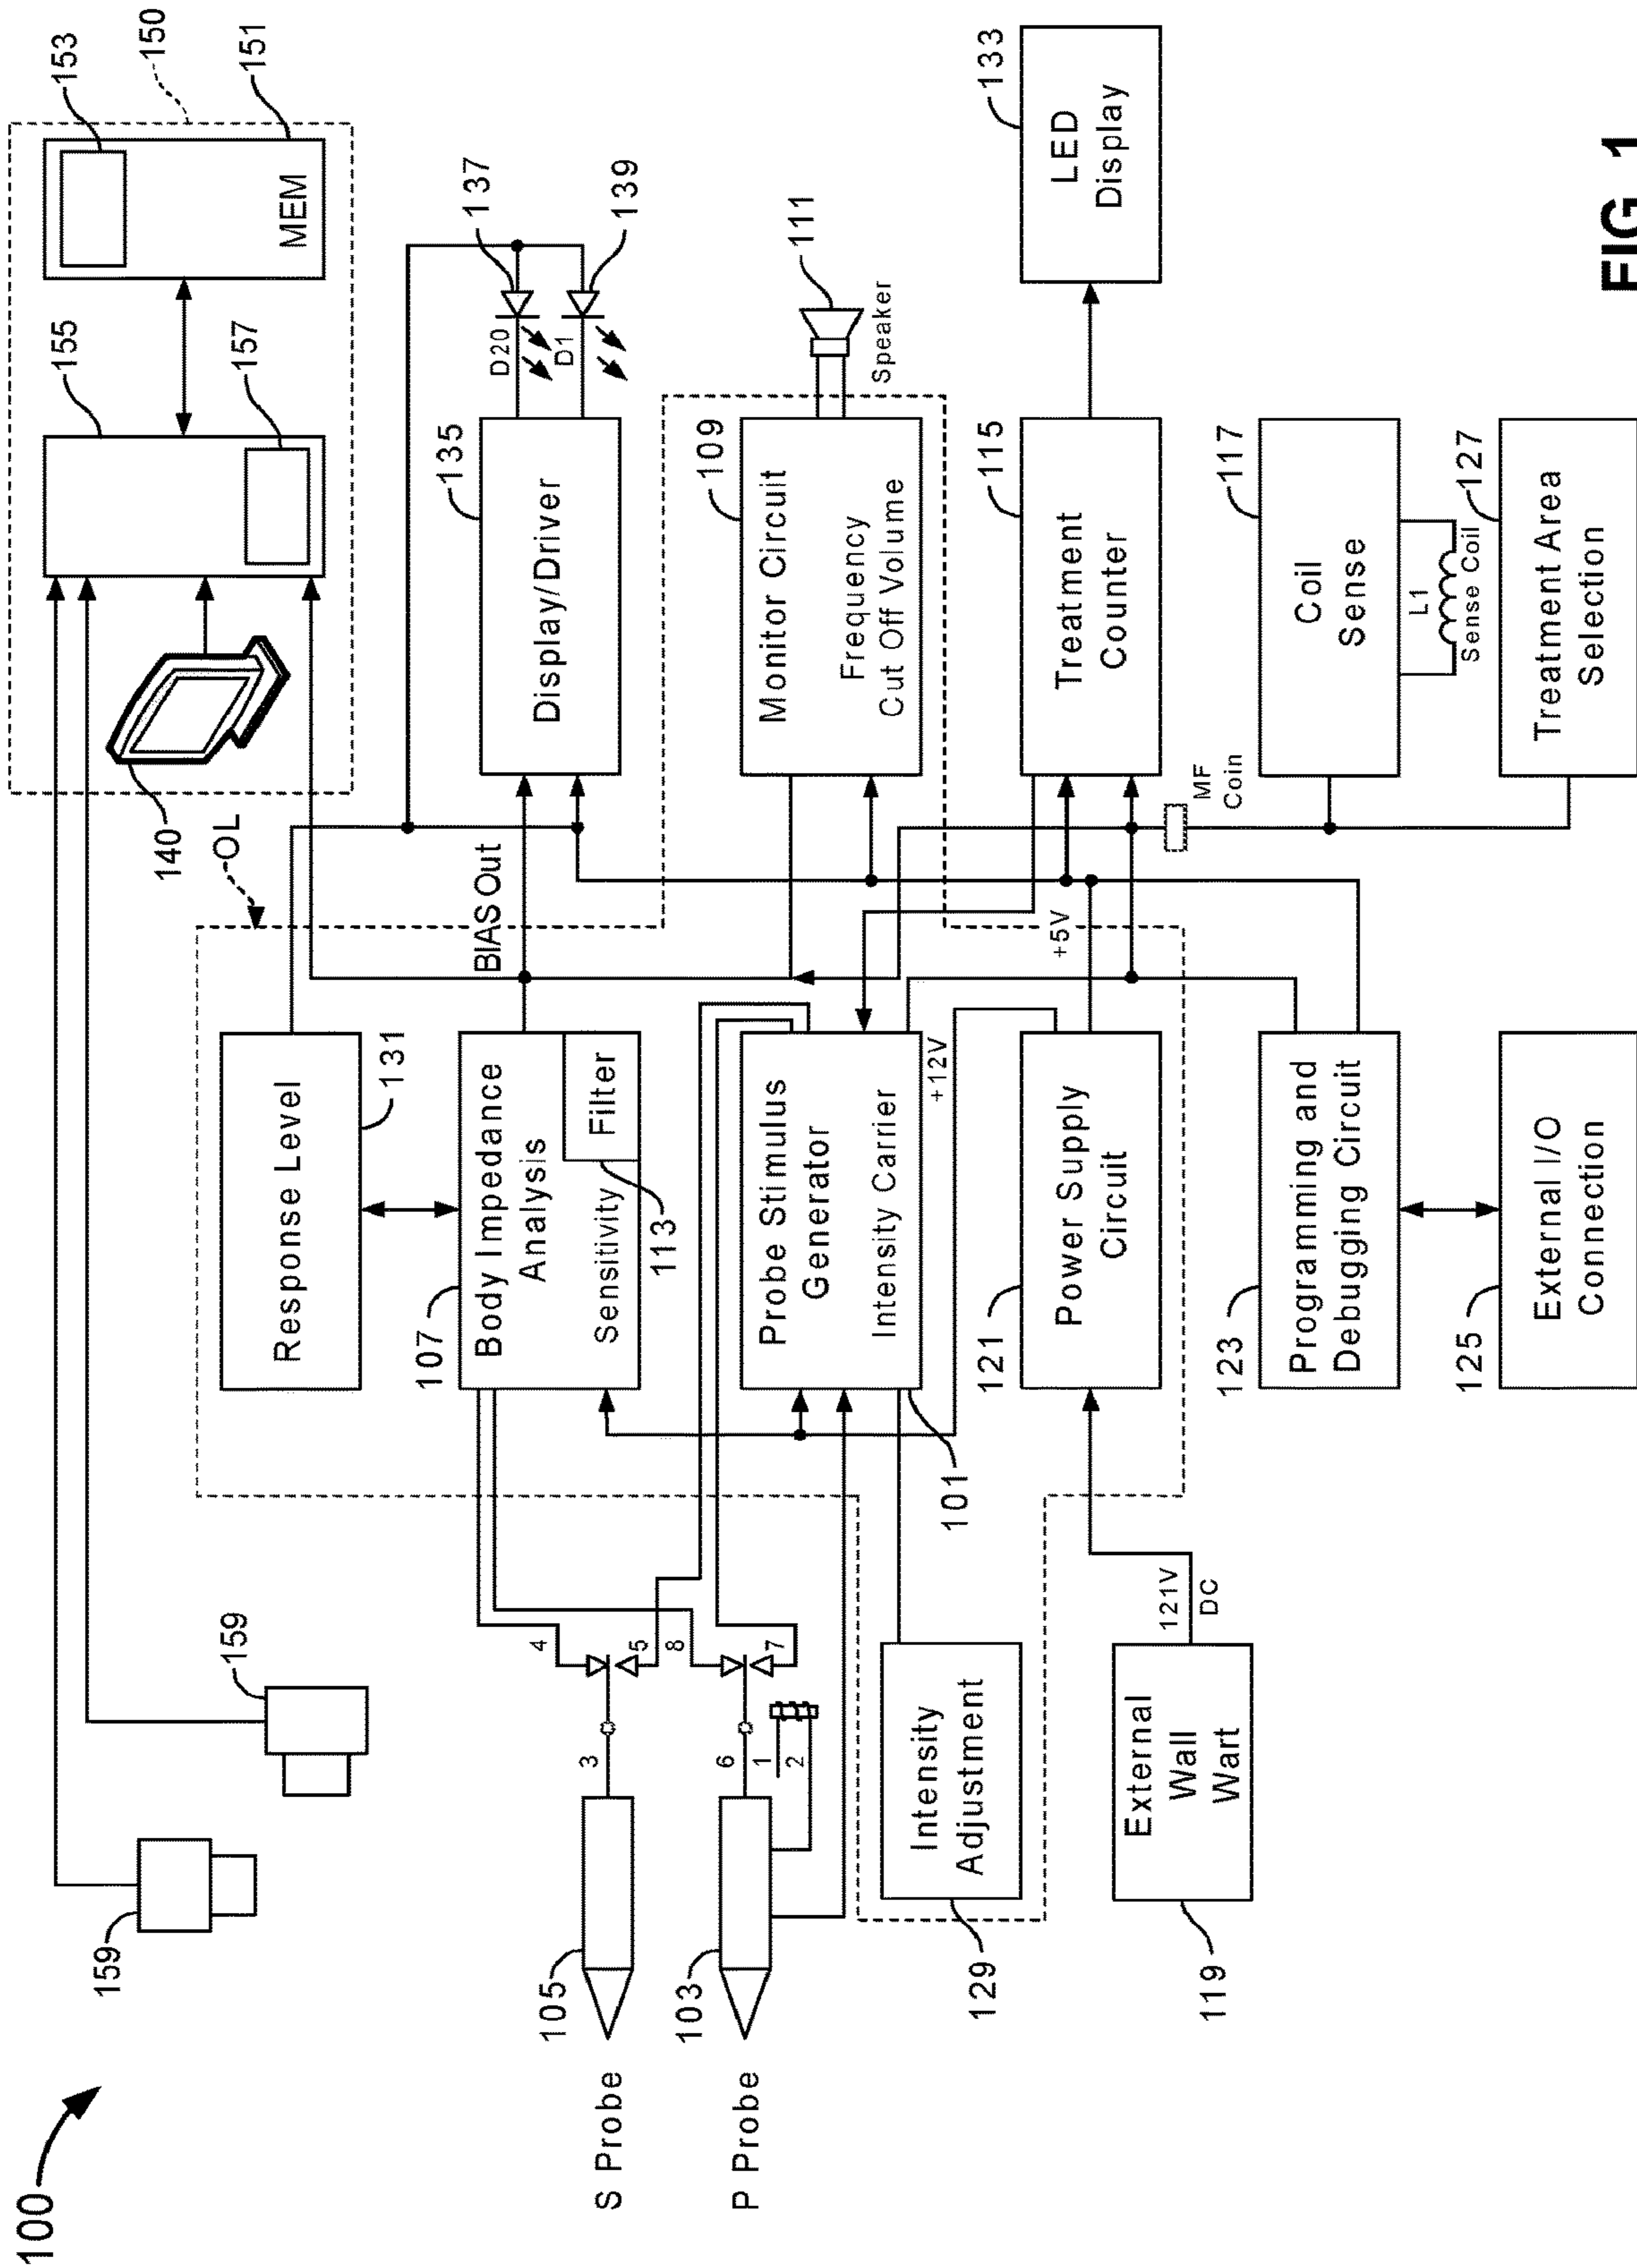 100
S Probe
P Probe
105
103
159
159
3
4
5
6
1
2
8
7
Intensity
Adjustment
129
External
Wall
Wart
119
121V
DC
OL
Response Level
131
107
Body Impedance
Analysis
Sensitivity
Filter
113
BIAS Out
Probe Stimulus
Generator
Intensity Carrier
101
+12V
121
Power Supply
Circuit
+5V
123
Programming and
Debugging Circuit
125
External I/O
Connection
140
155
157
150
153
151
MEM
135
Display/Driver
D20
D1
137
139
109
Monitor Circuit
Frequency
Cut Off Volume
111
Speaker
115
Treatment
Counter
133
LED
Display
MF
Coin
117
Coil
Sense
L1
Sense Coil
127
Treatment Area
Selection
FIG. 1